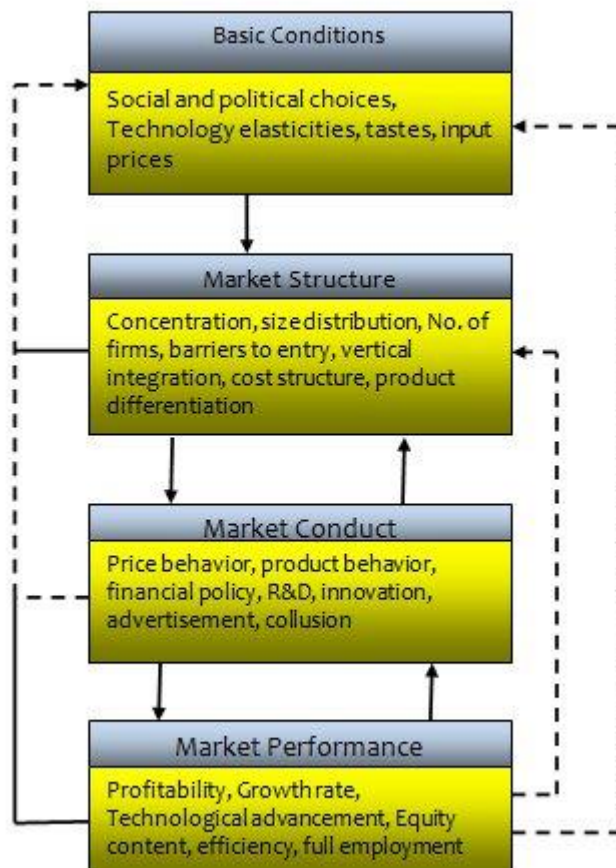 Basic Conditions
Social and political choices,
Technology elasticities, tastes, input
prices
Market Structure
Concentration, size distribution, No. of
firms, barriers to entry, vertical
integration, cost structure, product
differentiation
Market Conduct
Price behavior, product behavior,
financial policy, R&D, innovation,
advertisement, collusion
Market Performance
Profitability, Growth rate,
Technological advancement, Equity
content, efficiency, full employment